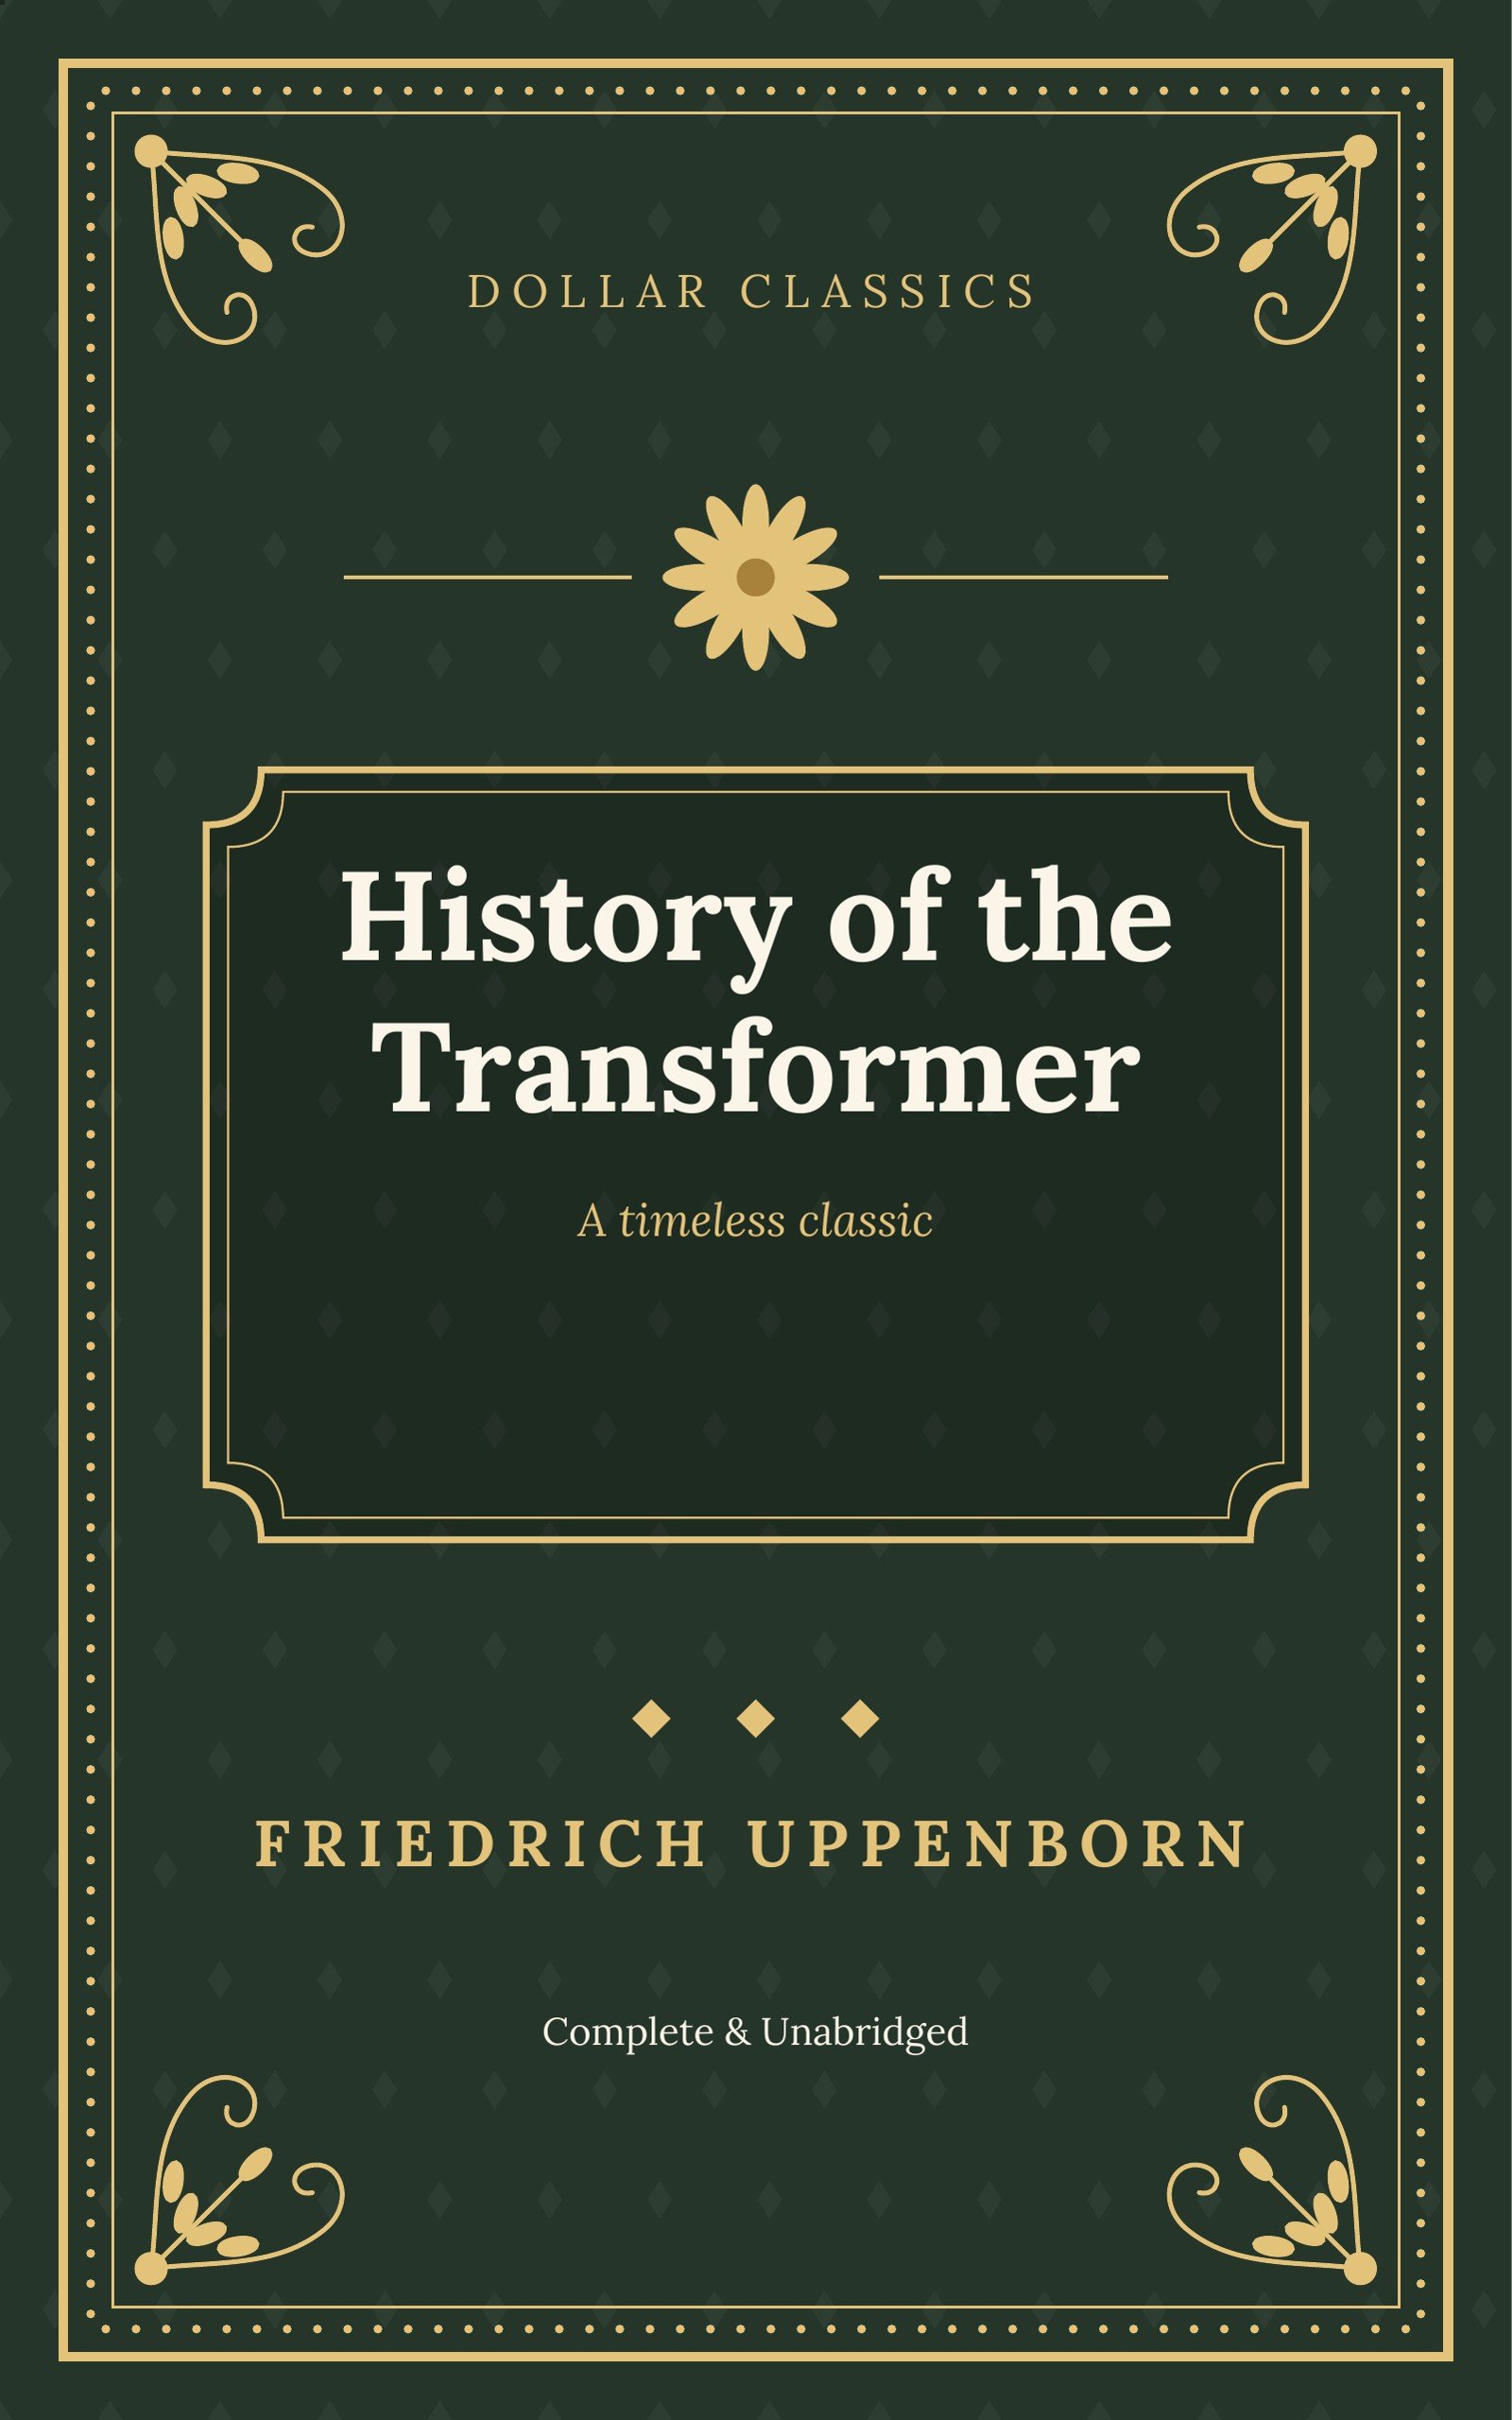 DOLLAR CLASSICS
History of the
Transformer
A timeless classic
FRIEDRICH UPPENBORN
Complete & Unabridged